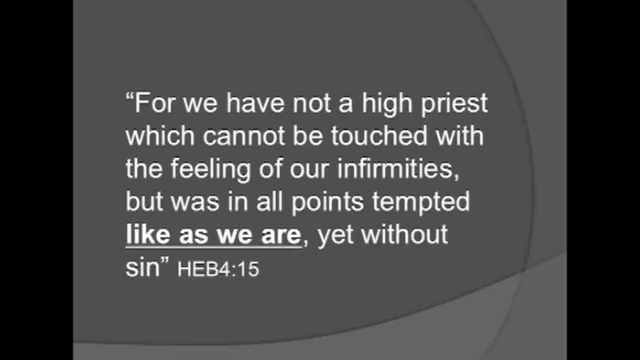 “For we have not a high priest
which cannot be touched with
the feeling of our infirmities,
but was in all points tempted
like as we are, yet without
sin” HEB4:15